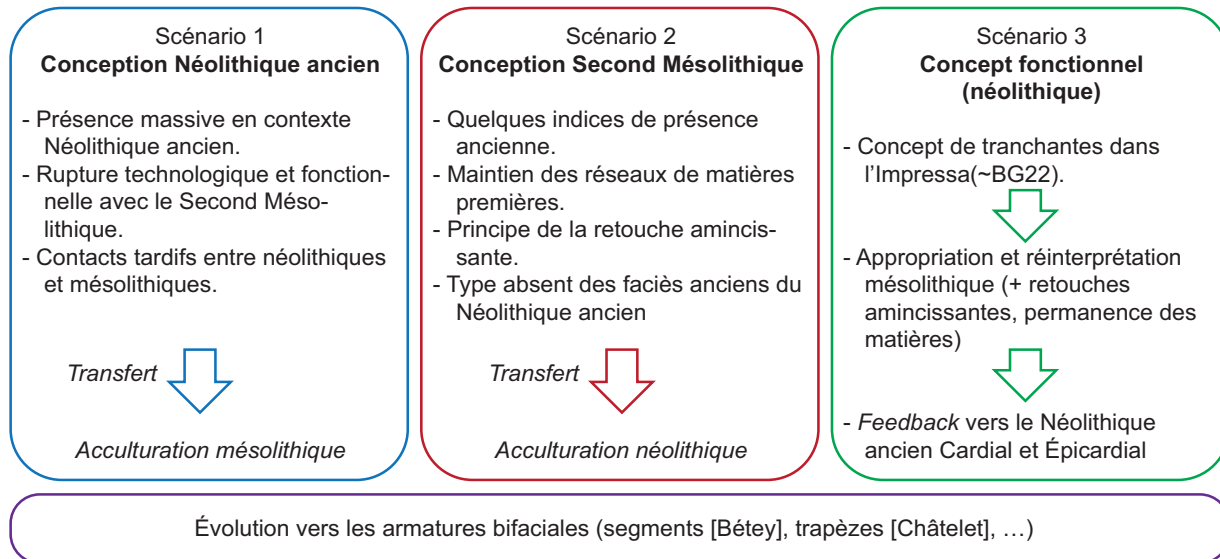 Scénario 1
Conception Néolithique ancien
- Présence massive en contexte
Néolithique ancien.
- Rupture technologique et fonction-
nelle avec le Second Méso-
lithique.
- Contacts tardifs entre néolithiques
et mésolithiques.
Transfert
Acculturation mésolithique
Scénario 2
Conception Second Mésolithique
- Quelques indices de présence
ancienne.
- Maintien des réseaux de matières
premières.
- Principe de la retouche amincis-
sante.
- Type absent des faciès anciens du
Néolithique ancien
Transfert
Acculturation néolithique
Scénario 3
Concept fonctionnel
(néolithique)
- Concept de tranchantes dans
l’Impressa(~BG22).
- Appropriation et réinterprétation
mésolithique (+ retouches
amincissantes, permanence des
matières)
- Feedback vers le Néolithique
ancien Cardial et Épicardial
Évolution vers les armatures bifaciales (segments [Bétey], trapèzes [Châtelet], …)